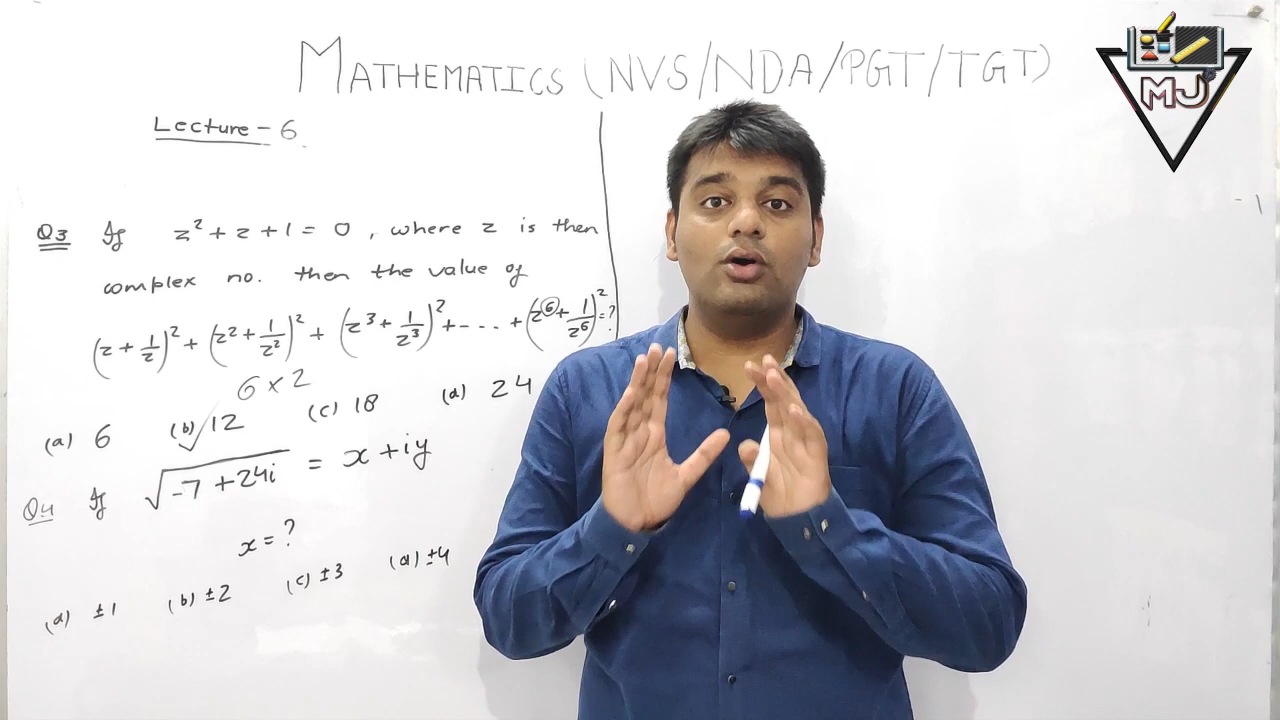 MATHEMATICS (NVS/NDA/PGT/TGT)
MJ
Lecture - 6
Q3 If z² + z + 1 = 0, where z is then
complex no. then the value of
(z + 1/z)² + (z² + 1/z²)² + (z³ + 1/z³)² + - - - - + (z⁶ + 1/z⁶)² = ?
6 x 2
(a) 6 (b) 12 (c) 18 (d) 24
Q4 If √-7 + 24i = x + iy
x = ?
(a) ±1 (b) ±2 (c) ±3 (d) ±4
- 1